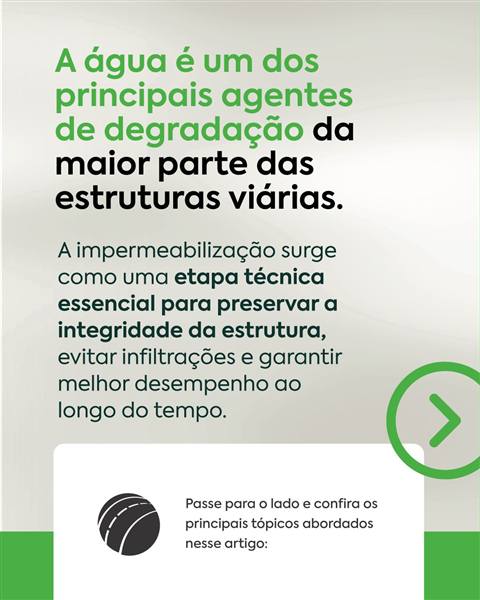 A água é um dos
principais agentes
de degradação da
maior parte das
estruturas viárias.
A impermeabilização surge
como uma etapa técnica
essencial para preservar a
integridade da estrutura,
evitar infiltrações e garantir
melhor desempenho ao
longo do tempo.
Passe para o lado e confira os
principais tópicos abordados
nesse artigo: